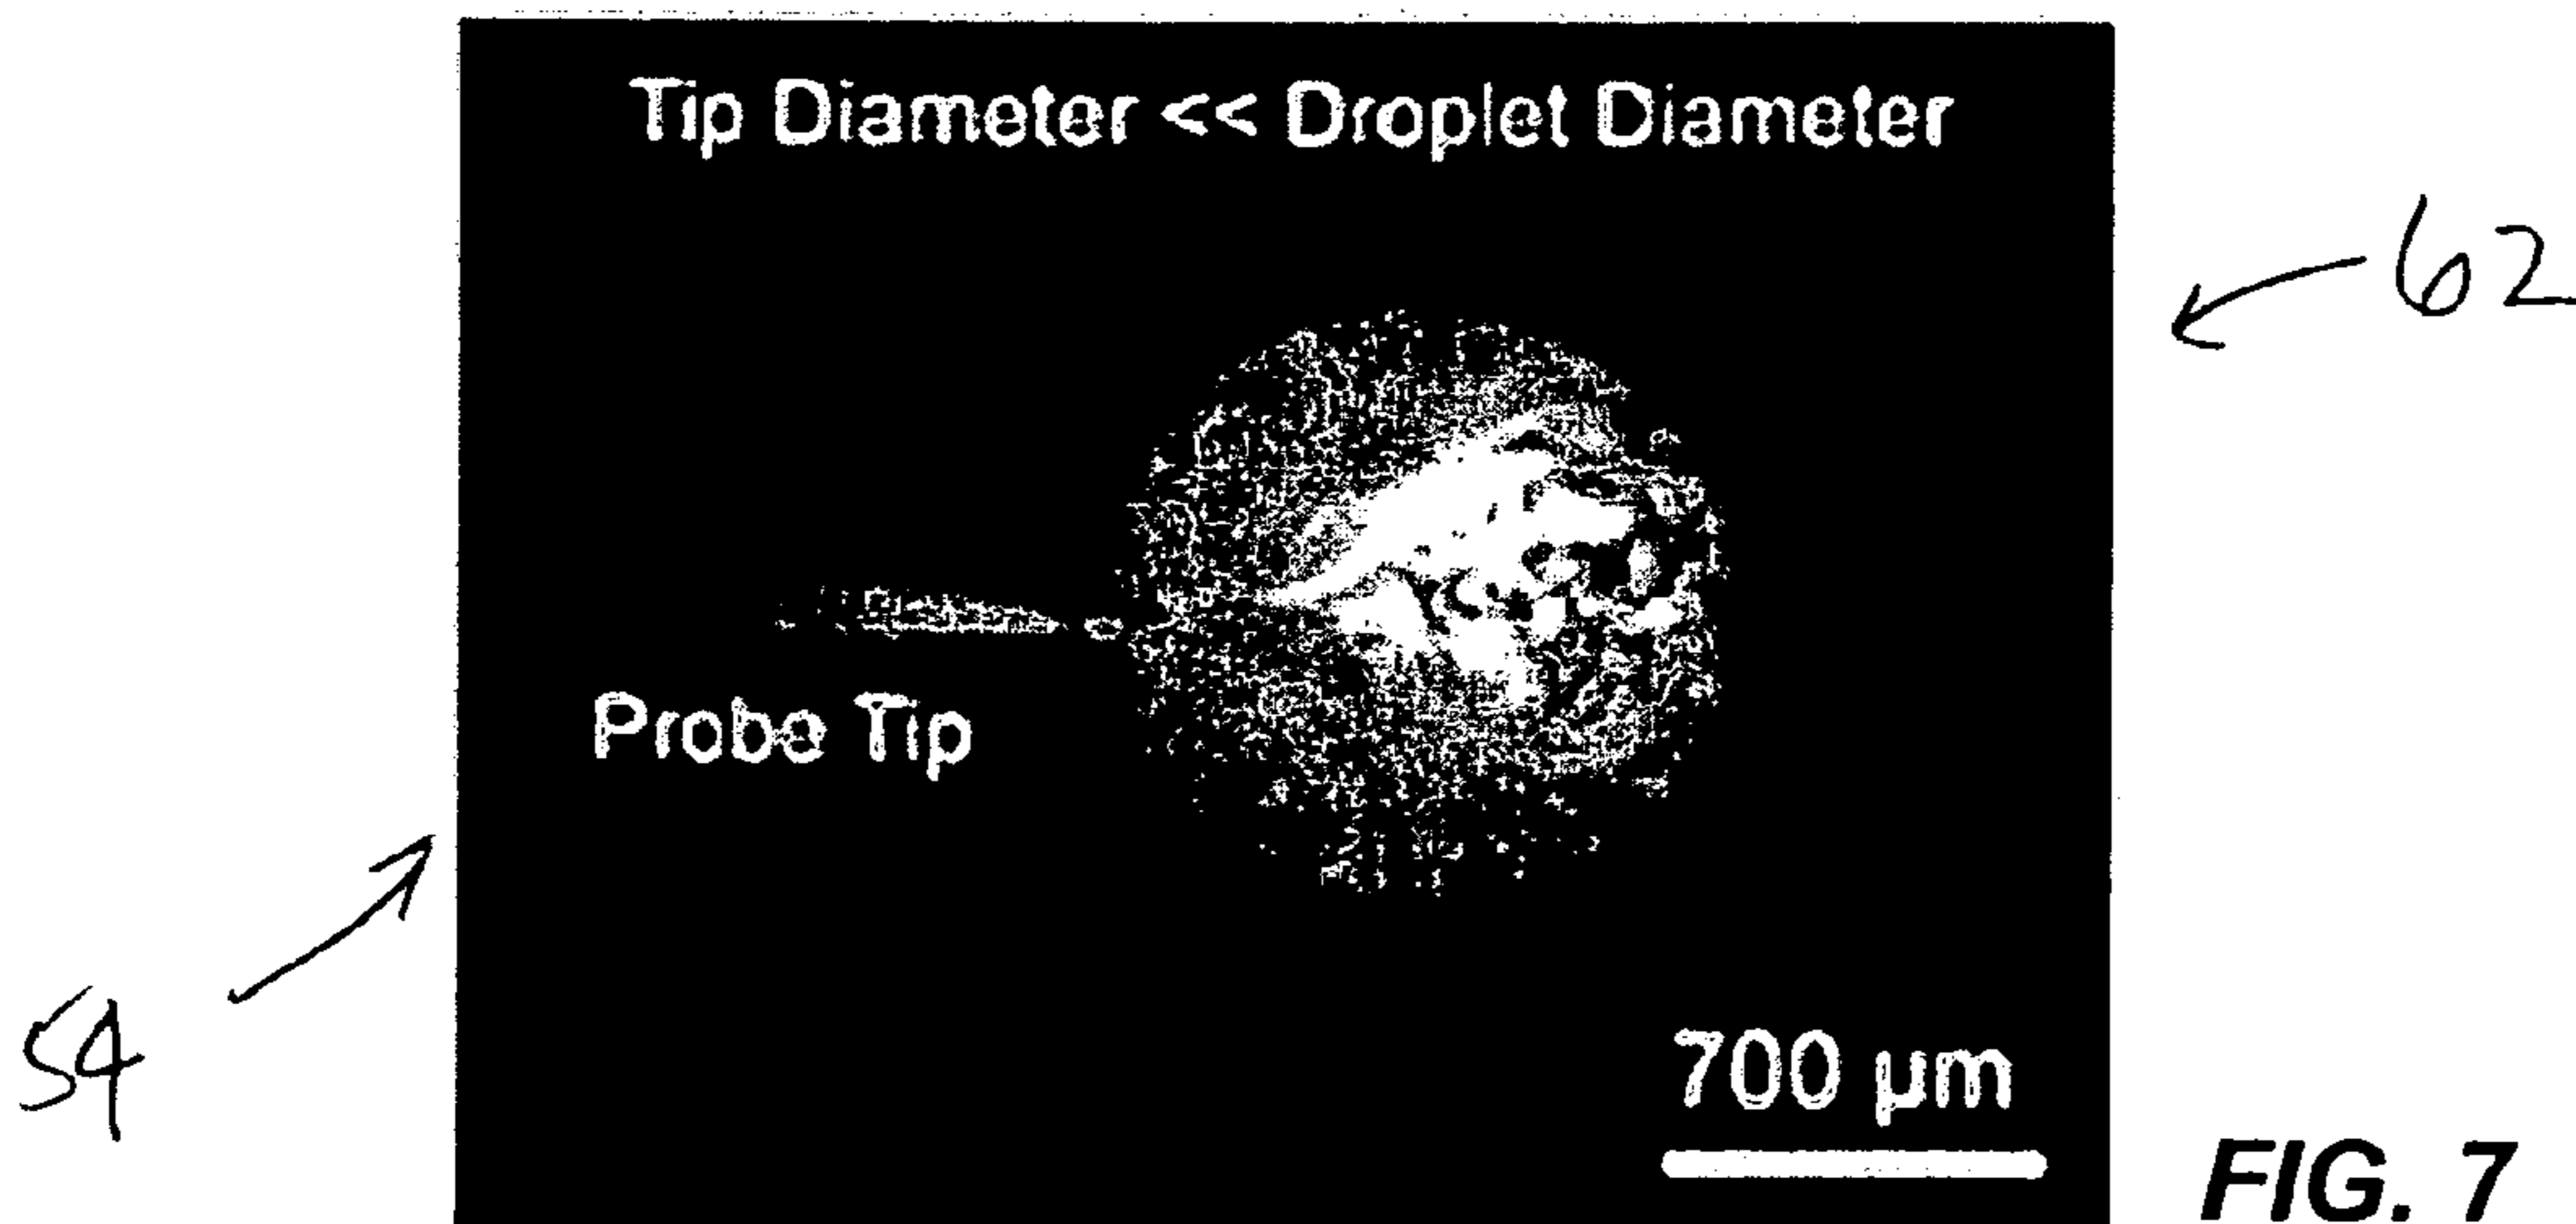 Tip Diameter << Droplet Diameter
62
Probe Tip
54
700 µm
FIG. 7